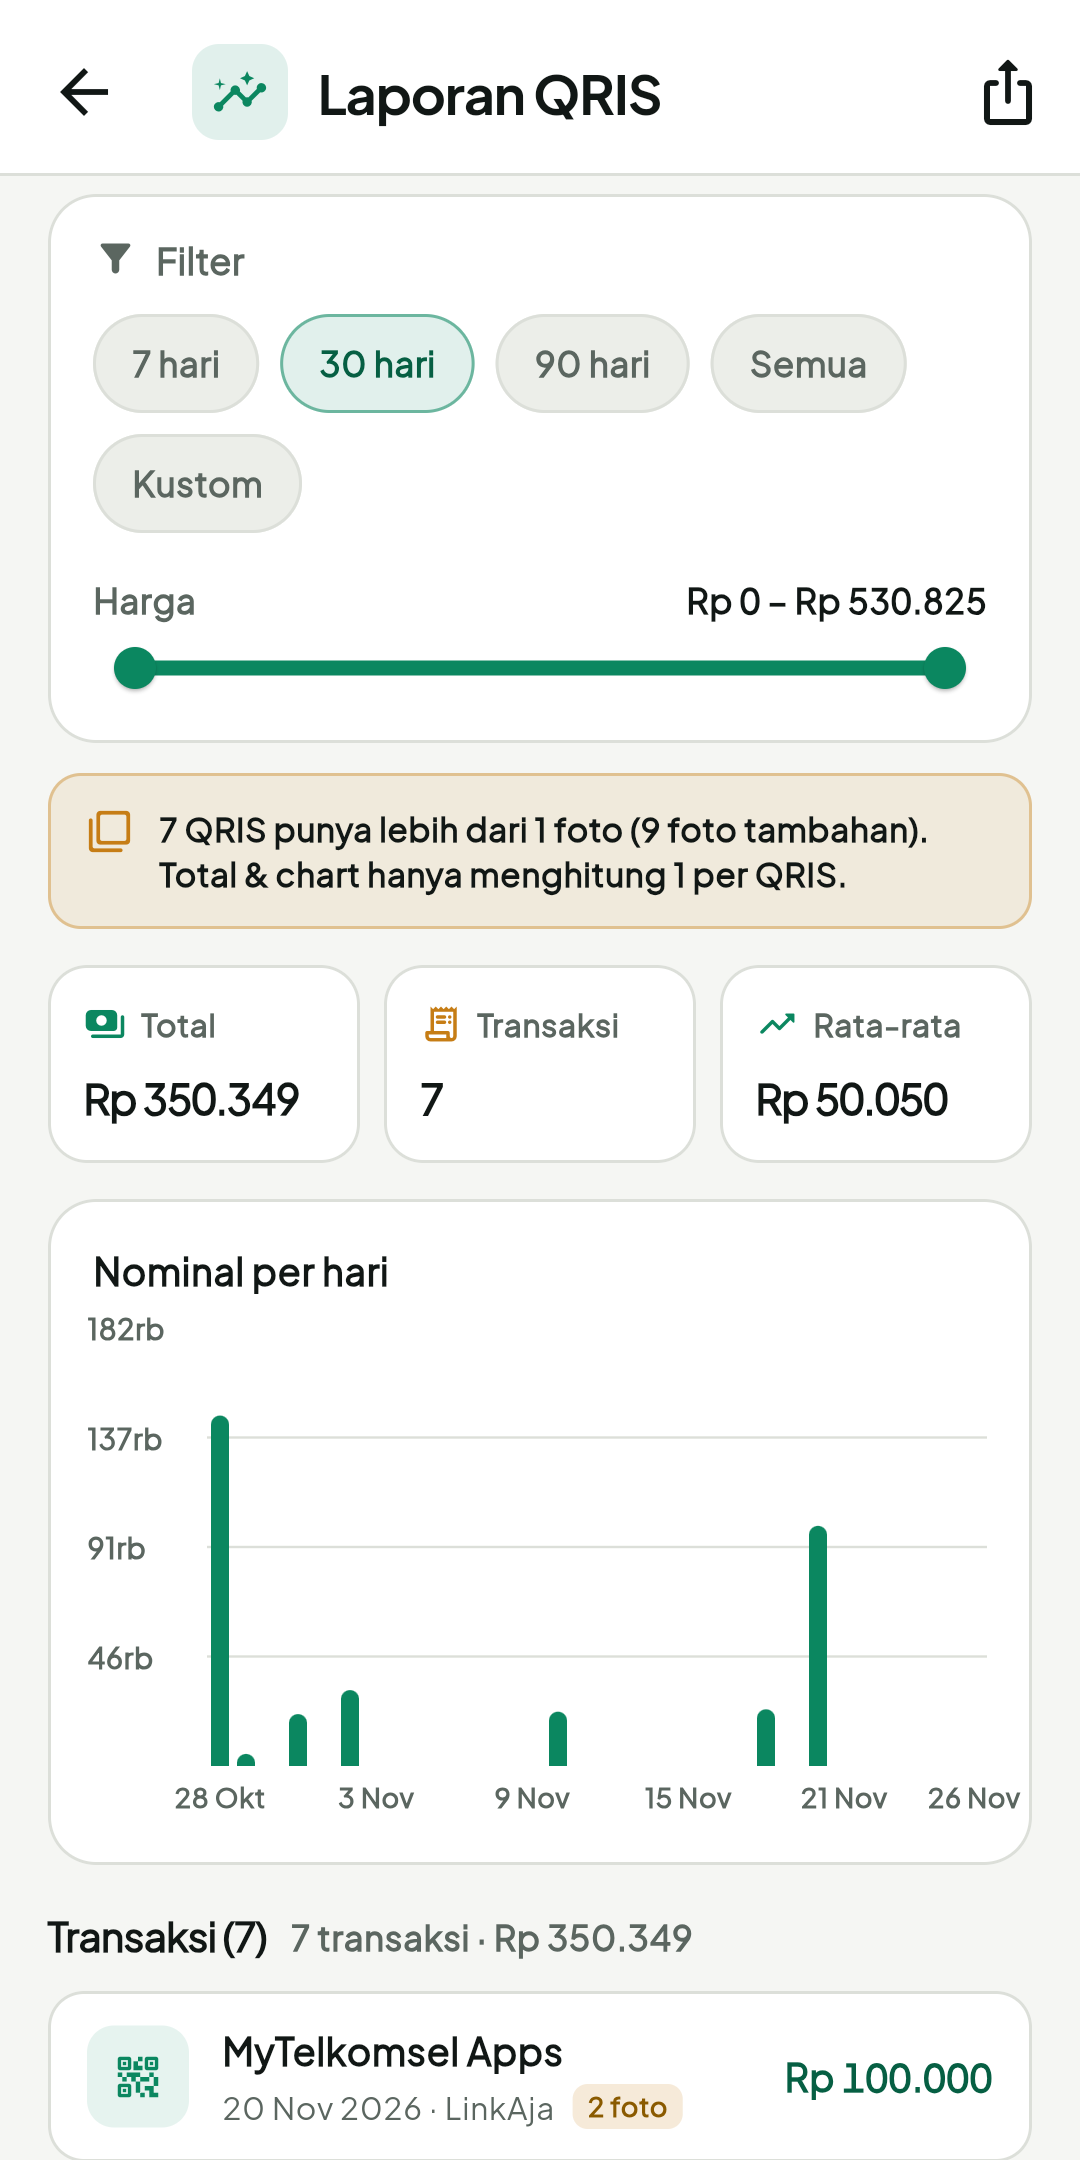 Laporan QRIS
Filter
7 hari
30 hari
90 hari
Semua
Kustom
Harga
Rp 0 – Rp 530.825
7 QRIS punya lebih dari 1 foto (9 foto tambahan).
Total & chart hanya menghitung 1 per QRIS.
Total
Rp 350.349
Transaksi
7
Rata-rata
Rp 50.050
Nominal per hari
182rb
137rb
91rb
46rb
28 Okt
3 Nov
9 Nov
15 Nov
21 Nov
26 Nov
Transaksi (7)
7 transaksi · Rp 350.349
MyTelkomsel Apps
20 Nov 2026 · LinkAja
2 foto
Rp 100.000